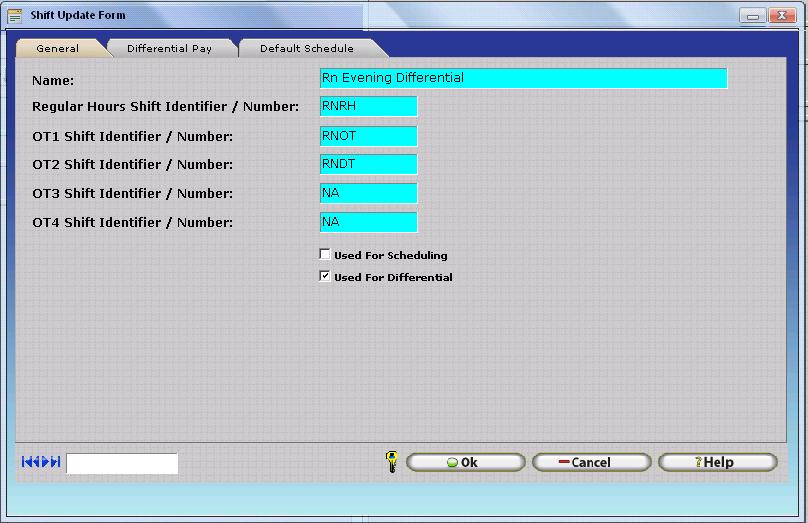 Shift Update Form
General Differential Pay Default Schedule
Name: Rn Evening Differential
Regular Hours Shift Identifier / Number: RNRH
OT1 Shift Identifier / Number: RNOT
OT2 Shift Identifier / Number: RNDT
OT3 Shift Identifier / Number: NA
OT4 Shift Identifier / Number: NA
Used For Scheduling
Used For Differential
Ok Cancel ?Help